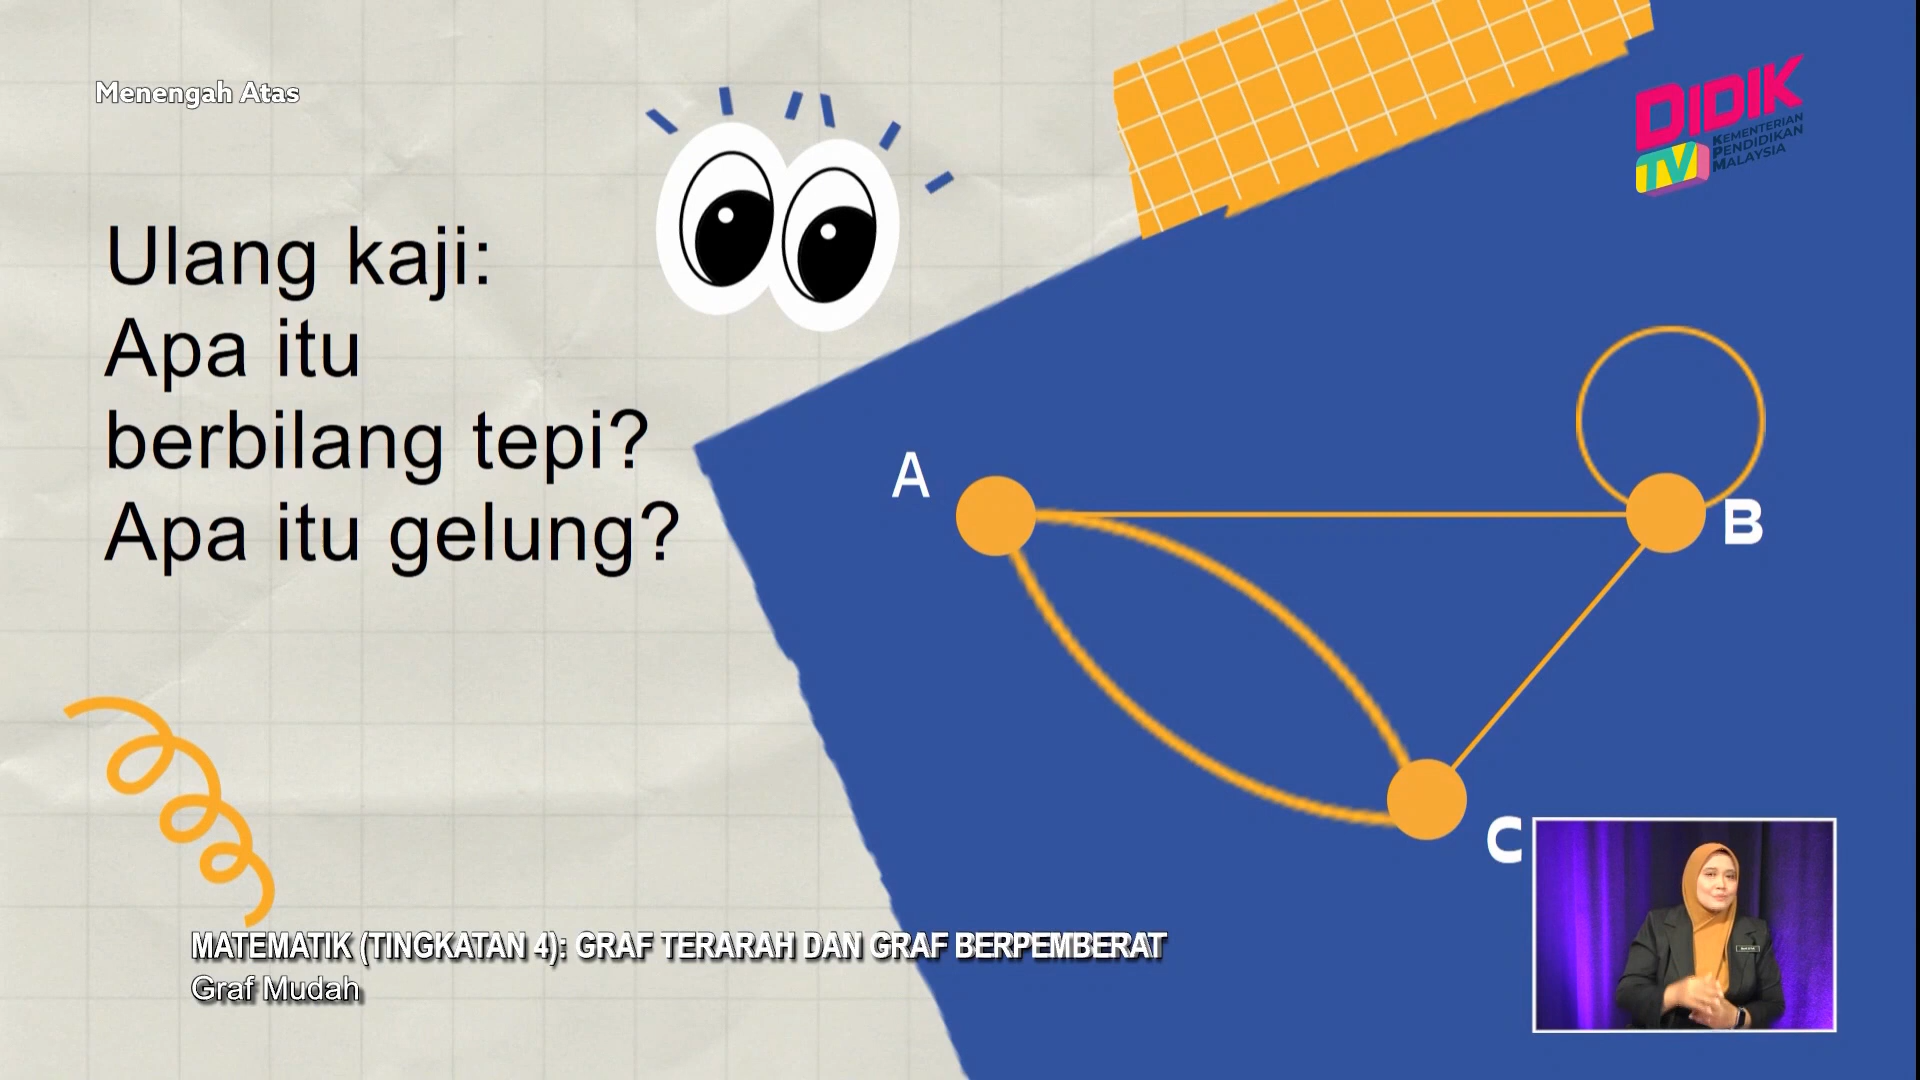 Menengah Atas
DIDIK
TV
KEMENTERIAN
PENDIDIKAN
MALAYSIA
Ulang kaji:
Apa itu
berbilang tepi?
Apa itu gelung?
A
B
C
MATEMATIK (TINGKATAN 4): GRAF TERARAH DAN GRAF BERPEMBERAT
Graf Mudah